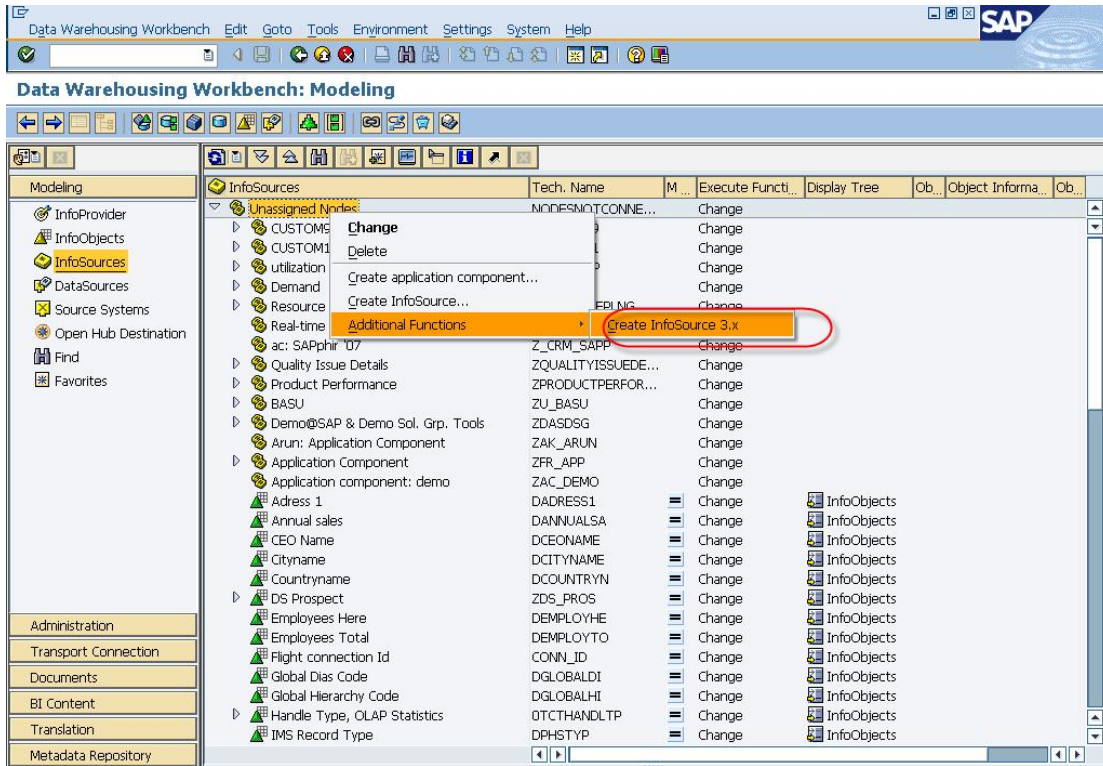 Data Warehousing Workbench Edit Goto Tools Environment Settings System Help
SAP
Data Warehousing Workbench: Modeling
Modeling
InfoProvider
InfoObjects
InfoSources
DataSources
Source Systems
Open Hub Destination
Find
Favorites
Administration
Transport Connection
Documents
BI Content
Translation
Metadata Repository
InfoSources Tech. Name M... Execute Functi... Display Tree Ob... Object Informa... Ob...
Unassigned Nodes NODESNOTCONNE... Change
CUSTOM9 Change
CUSTOM1 Change
utilization Change
Demand Change
Resource EPLNG Change
Real-time
ac: SAPphir '07 Z_CRM_SAPP Change
Quality Issue Details ZQUALITYISSUEDE... Change
Product Performance ZPRODUCTPERFOR... Change
BASU ZU_BASU Change
Demo@SAP & Demo Sol. Grp. Tools ZDASDSG Change
Arun: Application Component ZAK_ARUN Change
Application Component ZFR_APP Change
Application component: demo ZAC_DEMO Change
Adress 1 DADRESS1 Change InfoObjects
Annual sales DANNUALSA Change InfoObjects
CEO Name DCEONAME Change InfoObjects
Cityname DCITYNAME Change InfoObjects
Countryname DCOUNTRYN Change InfoObjects
DS Prospect ZDS_PROS Change InfoObjects
Employees Here DEMPLOYHE Change InfoObjects
Employees Total DEMPLOYTO Change InfoObjects
Flight connection Id CONN_ID Change InfoObjects
Global Dias Code DGLOBALDI Change InfoObjects
Global Hierarchy Code DGLOBALHI Change InfoObjects
Handle Type, OLAP Statistics 0TCTHANDLTP Change InfoObjects
IMS Record Type DPHSTYP Change InfoObjects
Change
Delete
Create application component...
Create InfoSource...
Additional Functions
Create InfoSource 3.x